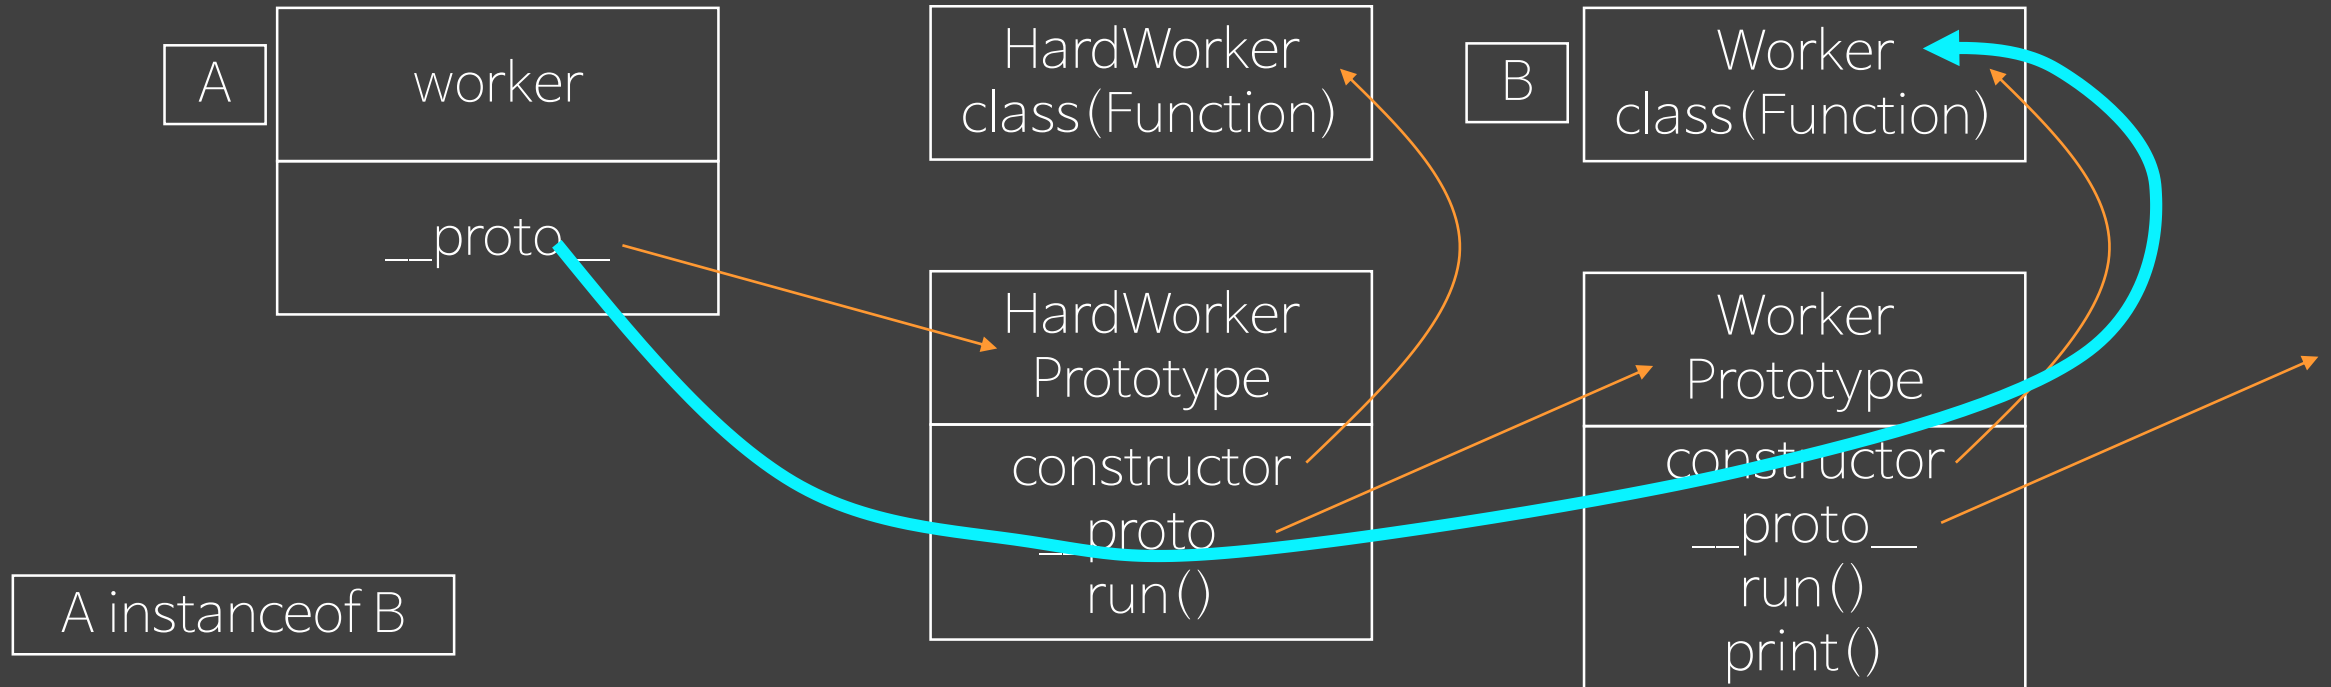 A
worker
__proto__
HardWorker
class(Function)
B
Worker
class(Function)
HardWorker
Prototype
constructor
__proto__
run()
Worker
Prototype
constructor
__proto__
run()
print()
A instanceof B